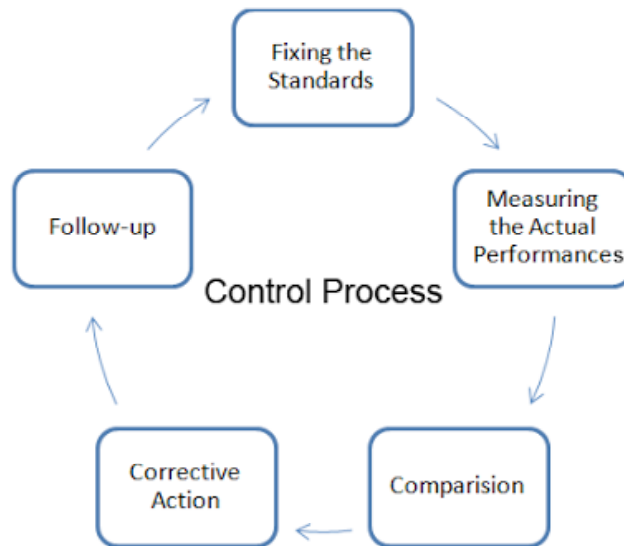 Fixing the
Standards
Measuring
the Actual
Performances
Comparision
Corrective
Action
Follow-up
Control Process